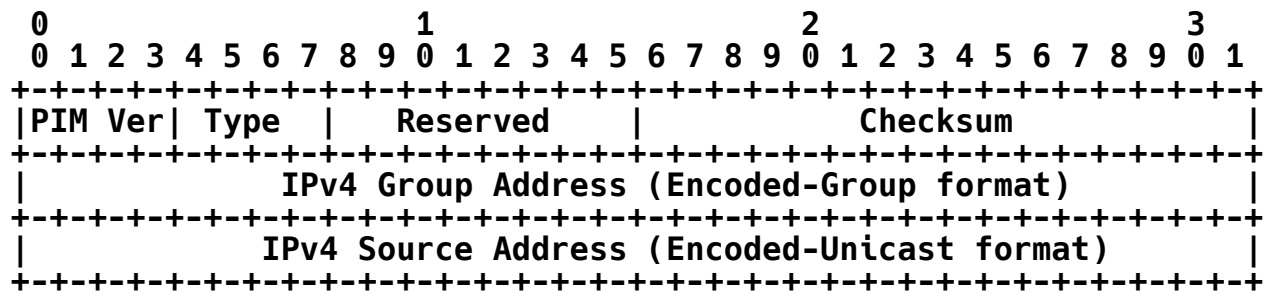 0                   1                   2                   3
 0 1 2 3 4 5 6 7 8 9 0 1 2 3 4 5 6 7 8 9 0 1 2 3 4 5 6 7 8 9 0 1
+-+-+-+-+-+-+-+-+-+-+-+-+-+-+-+-+-+-+-+-+-+-+-+-+-+-+-+-+-+-+-+-+
|PIM Ver| Type  |   Reserved    |           Checksum            |
+-+-+-+-+-+-+-+-+-+-+-+-+-+-+-+-+-+-+-+-+-+-+-+-+-+-+-+-+-+-+-+-+
|             IPv4 Group Address (Encoded-Group format)         |
+-+-+-+-+-+-+-+-+-+-+-+-+-+-+-+-+-+-+-+-+-+-+-+-+-+-+-+-+-+-+-+-+
|            IPv4 Source Address (Encoded-Unicast format)       |
+-+-+-+-+-+-+-+-+-+-+-+-+-+-+-+-+-+-+-+-+-+-+-+-+-+-+-+-+-+-+-+-+